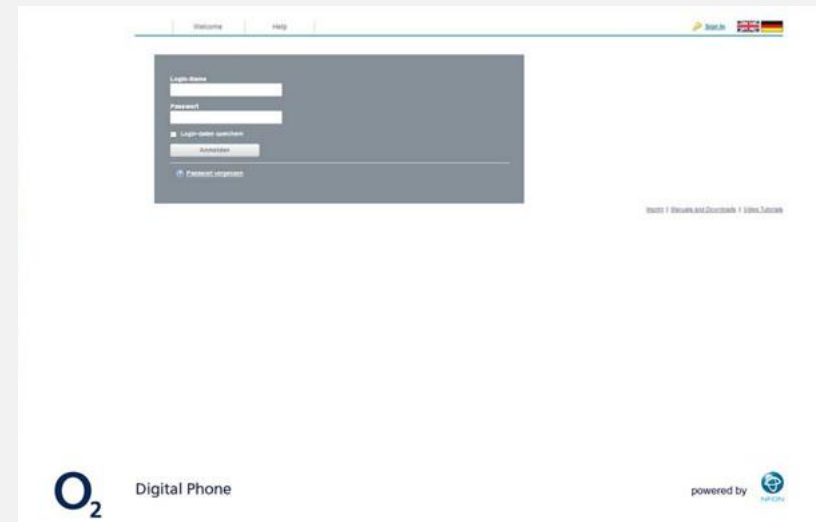 Welcome Help Sign In
Login-Name
Passwort
Login-daten speichern
Anmelden
Passwort vergessen
Imprint | Manuals and Downloads | Video Tutorials
O2 Digital Phone powered by
NFON